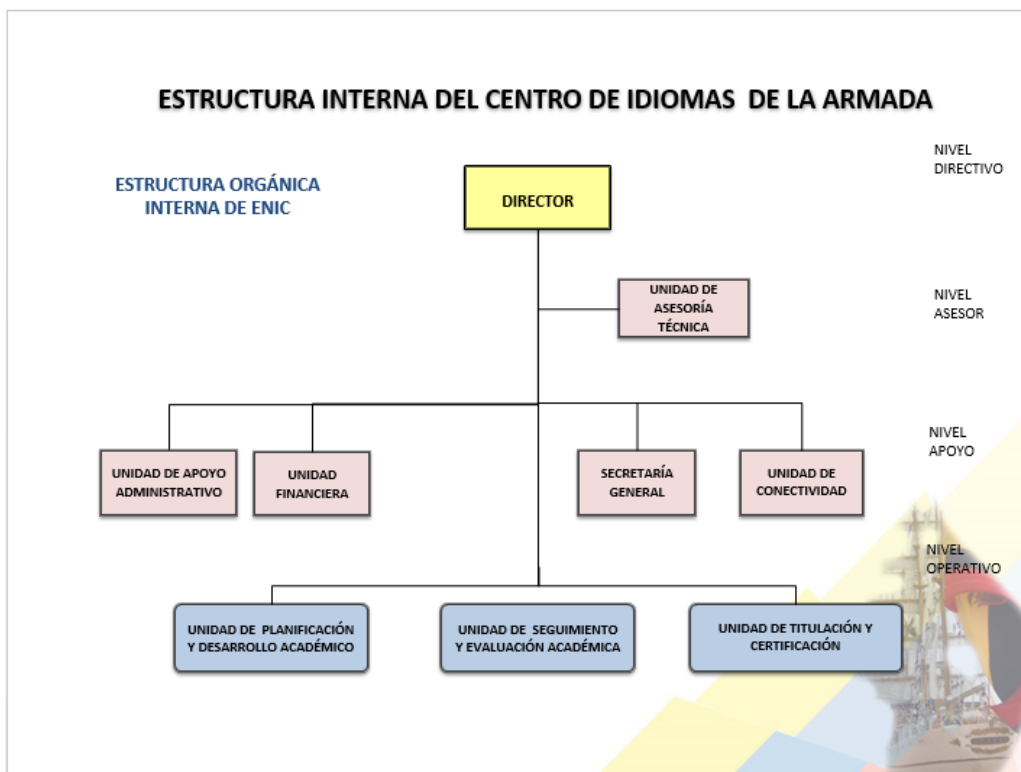 ESTRUCTURA INTERNA DEL CENTRO DE IDIOMAS DE LA ARMADA
NIVEL
DIRECTIVO
ESTRUCTURA ORGÁNICA
INTERNA DE ENIC
DIRECTOR
UNIDAD DE
ASESORÍA
TÉCNICA
NIVEL
ASESOR
NIVEL
APOYO
UNIDAD DE APOYO
ADMINISTRATIVO
UNIDAD
FINANCIERA
SECRETARÍA
GENERAL
UNIDAD DE
CONECTIVIDAD
NIVEL
OPERATIVO
UNIDAD DE PLANIFICACIÓN
Y DESARROLLO ACADÉMICO
UNIDAD DE SEGUIMIENTO
Y EVALUACIÓN ACADÉMICA
UNIDAD DE TITULACIÓN Y
CERTIFICACIÓN